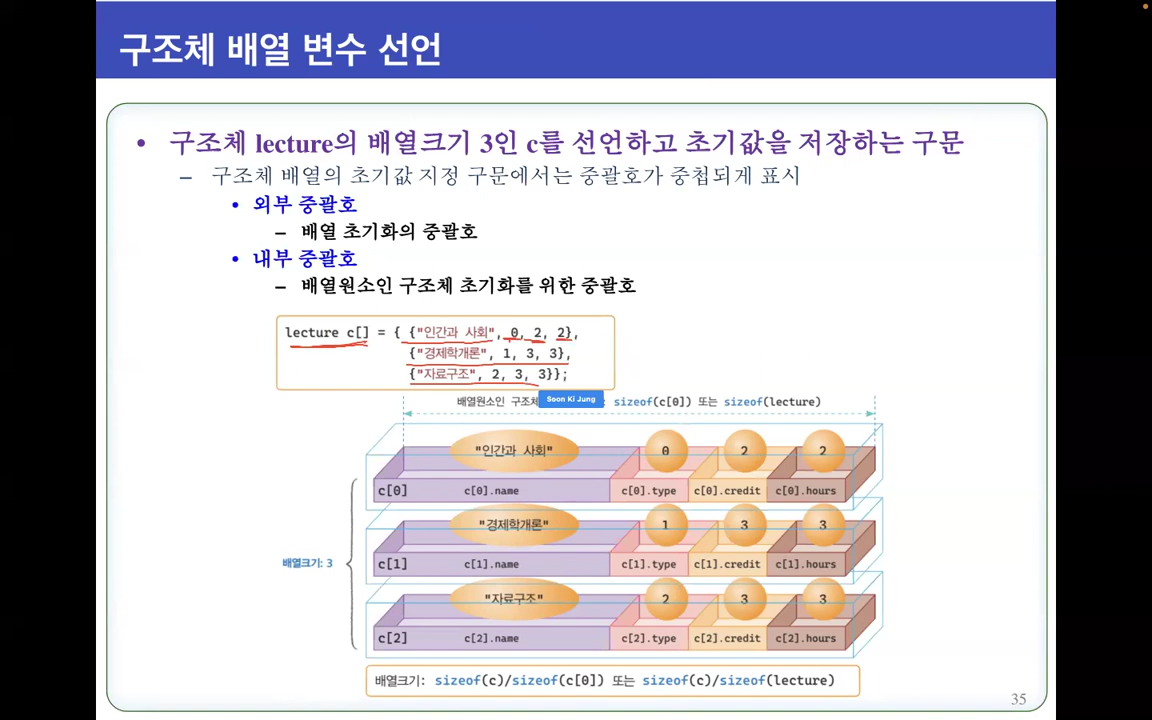 구조체 배열 변수 선언
• 구조체 lecture의 배열크기 3인 c를 선언하고 초기값을 저장하는 구문
– 구조체 배열의 초기값 지정 구문에서는 중괄호가 중첩되게 표시
• 외부 중괄호
– 배열 초기화의 중괄호
• 내부 중괄호
– 배열원소인 구조체 초기화를 위한 중괄호
lecture c[] = { {"인간과 사회", 0, 2, 2},
{"경제학개론", 1, 3, 3},
{"자료구조", 2, 3, 3}};
Soon Ki Jung
배열원소인 : sizeof(c[0]) 또는 sizeof(lecture)
"인간과 사회" 0 2 2
c[0] c[0].name c[0].type c[0].credit c[0].hours
"경제학개론" 1 3 3
배열크기: 3 c[1] c[1].name c[1].type c[1].credit c[1].hours
"자료구조" 2 3 3
c[2] c[2].name c[2].type c[2].credit c[2].hours
배열크기: sizeof(c)/sizeof(c[0]) 또는 sizeof(c)/sizeof(lecture)
35